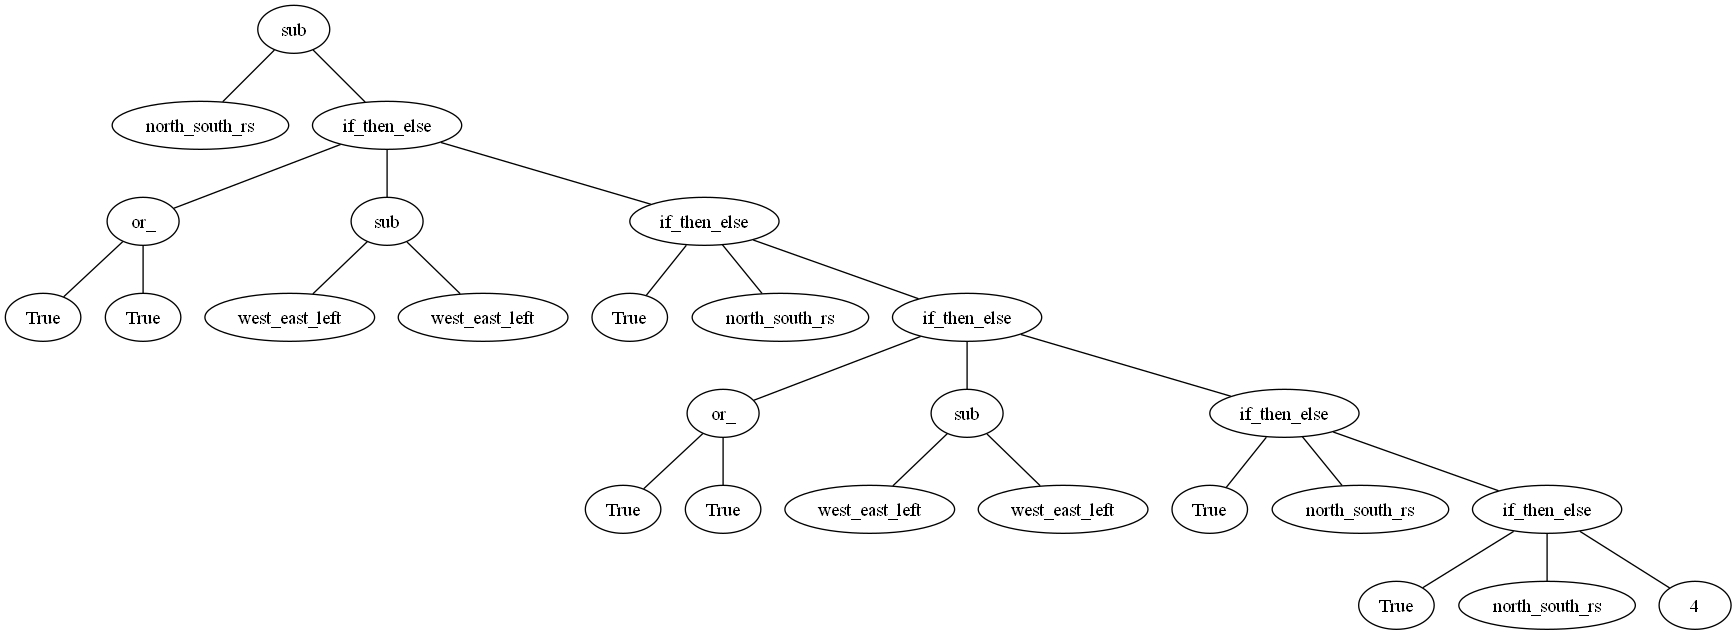 sub
north_south_rs if_then_else
or_ sub if_then_else
True True west_east_left west_east_left True north_south_rs if_then_else
or_ sub if_then_else
True True west_east_left west_east_left True north_south_rs if_then_else
True north_south_rs 4